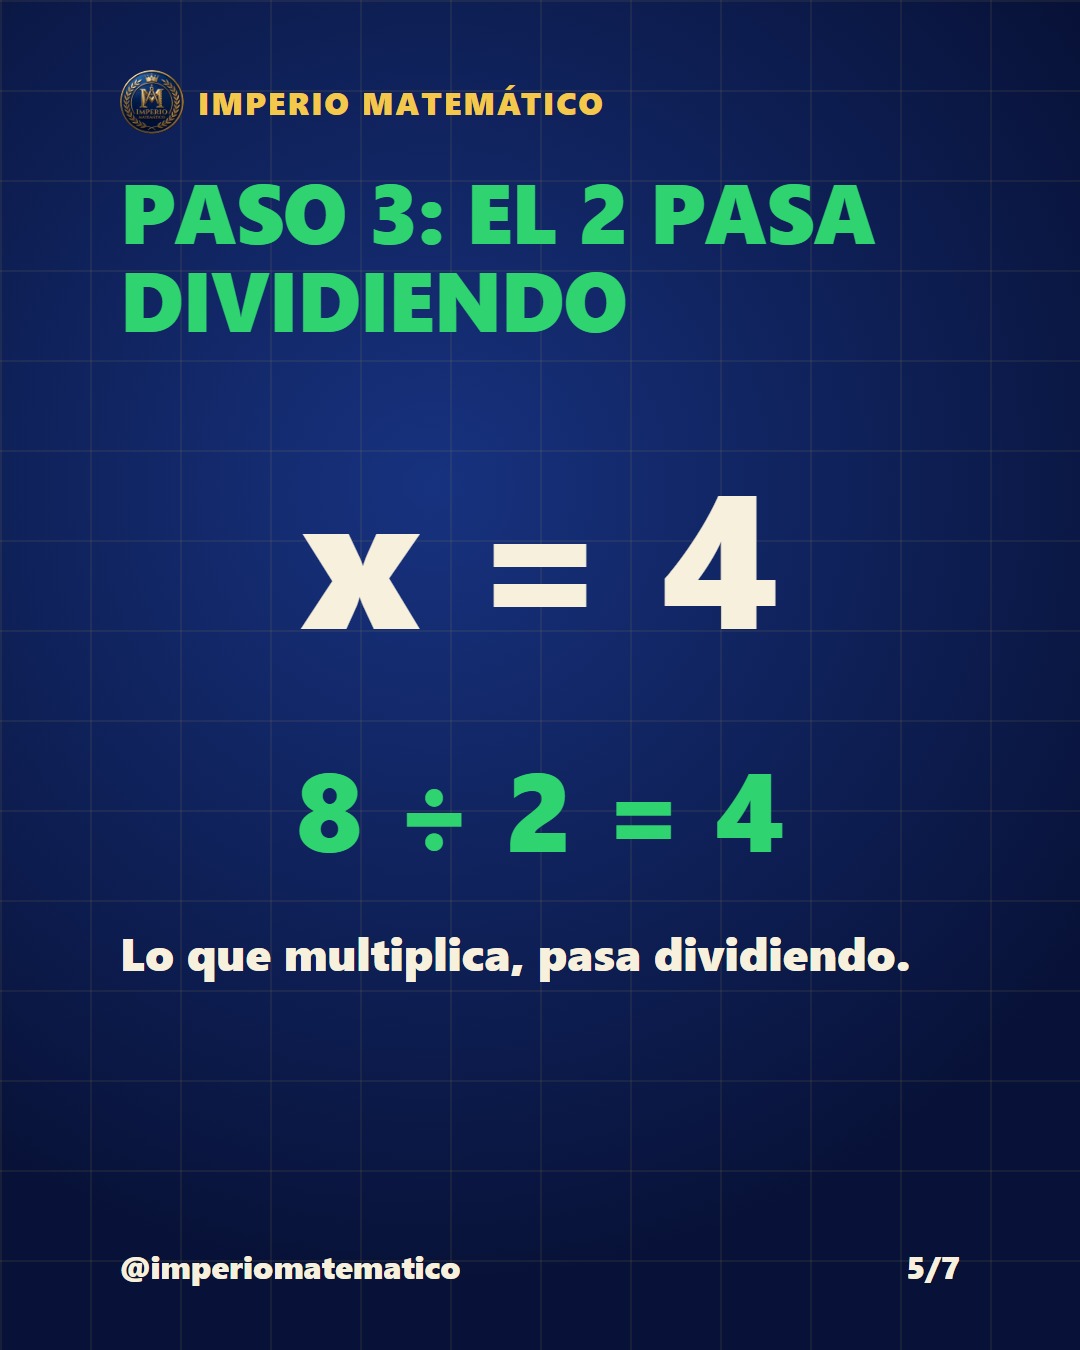 IMPERIO MATEMÁTICO
PASO 3: EL 2 PASA
DIVIDIENDO
x = 4
8 ÷ 2 = 4
Lo que multiplica, pasa dividiendo.
@imperiomatematico
5/7